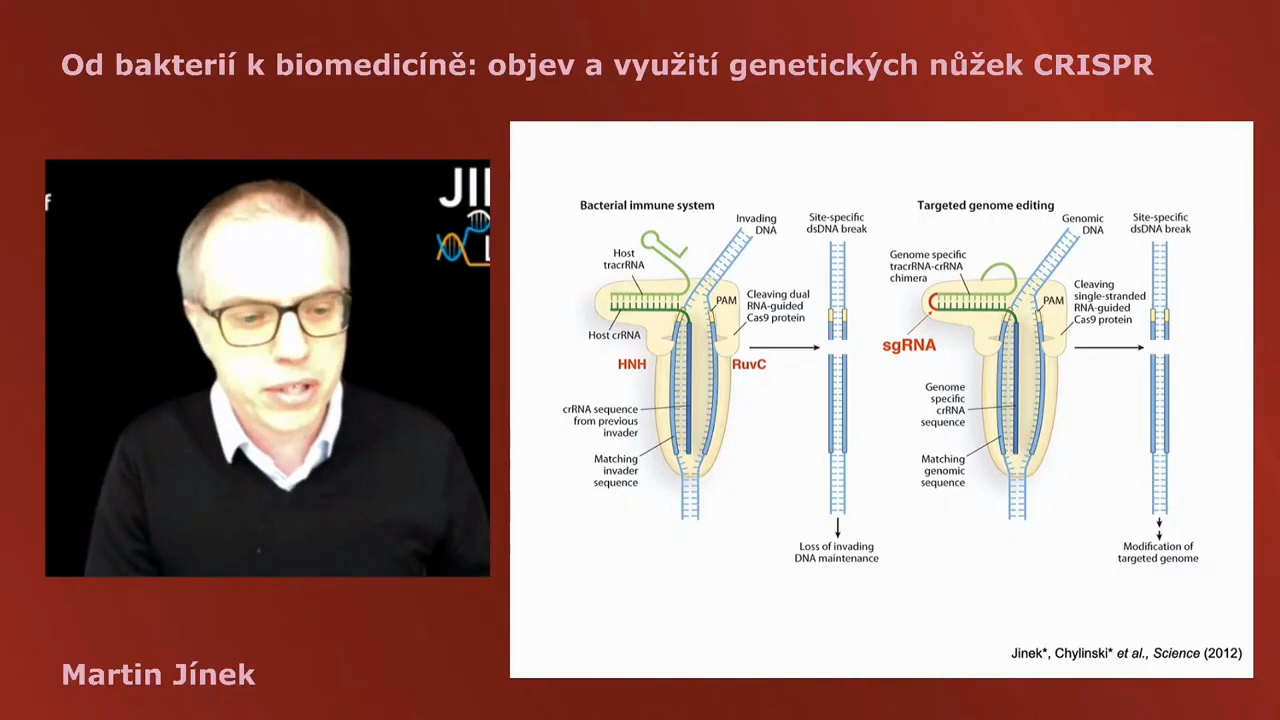 Od bakterií k biomedicíně: objev a využití genetických nůžek CRISPR
f
JI
L
Bacterial immune system
Invading
DNA
Site-specific
dsDNA break
Host
tracrRNA
PAM
Cleaving dual
RNA-guided
Cas9 protein
Host crRNA
HNH
RuvC
crRNA sequence
from previous
invader
Matching
invader
sequence
Loss of invading
DNA maintenance
Targeted genome editing
Genomic
DNA
Site-specific
dsDNA break
Genome specific
tracrRNA-crRNA
chimera
PAM
Cleaving
single-stranded
RNA-guided
Cas9 protein
sgRNA
Genome
specific
crRNA
sequence
Matching
genomic
sequence
Modification of
targeted genome
Jinek*, Chylinski* et al., Science (2012)
Martin Jínek